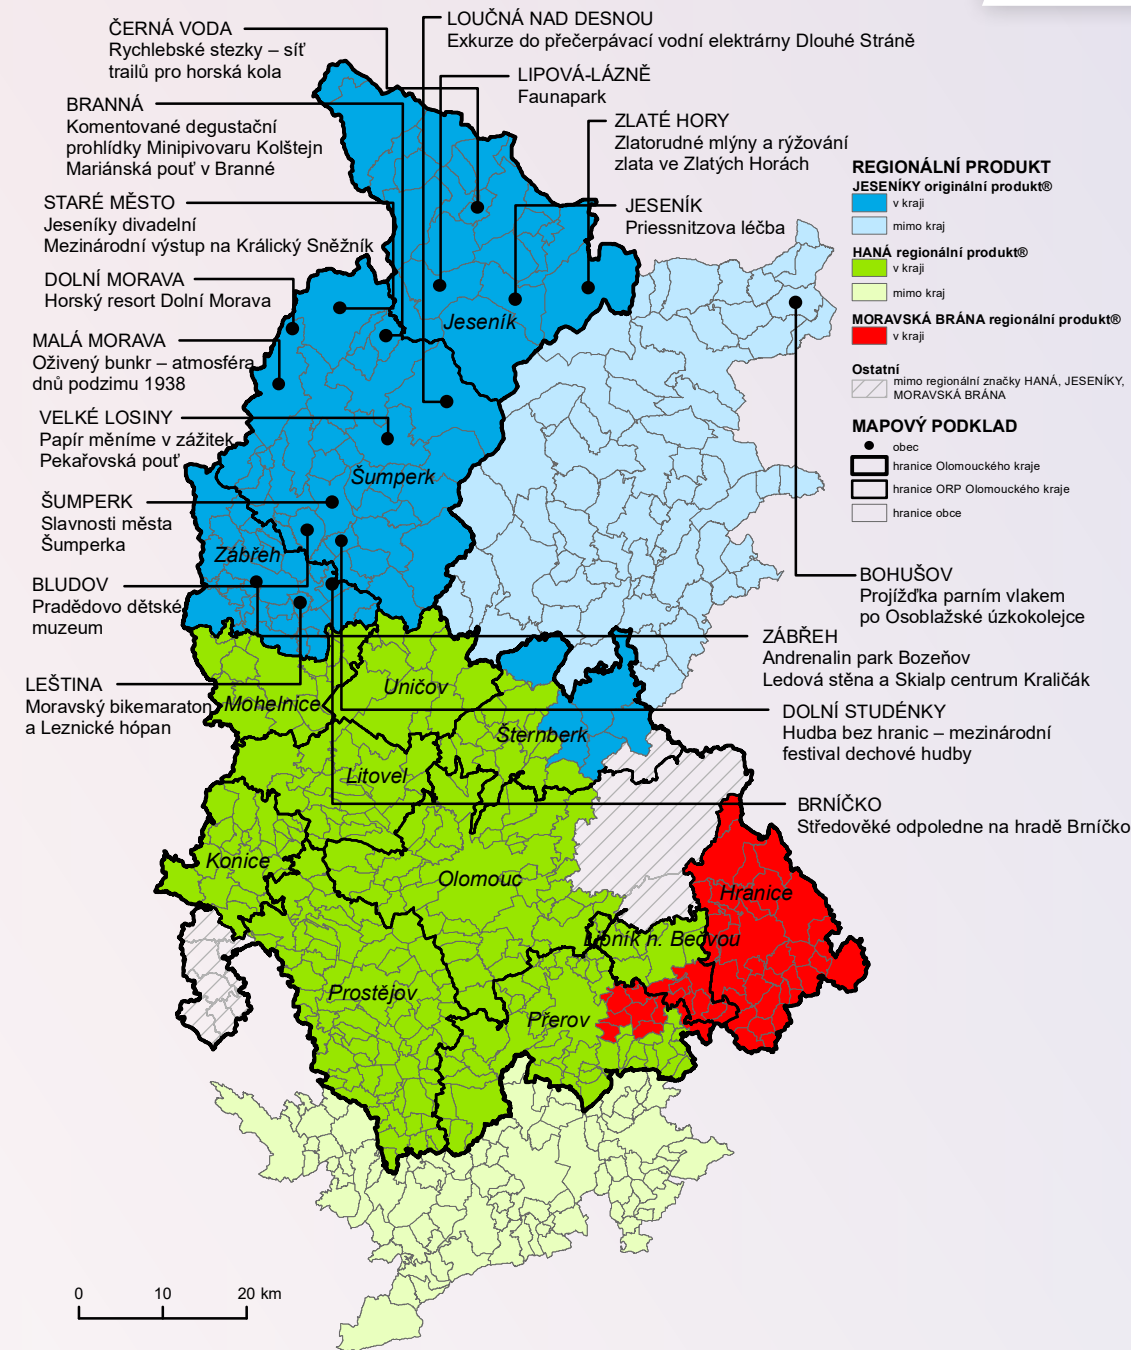 ČERNÁ VODA
Rychlebské stezky – síť
trailů pro horská kola
LOUČNÁ NAD DESNOU
Exkurze do přečerpávací vodní elektrárny Dlouhé Stráně
LIPOVÁ-LÁZNĚ
Faunapark
BRANNÁ
Komentované degustační
prohlídky Minipivovaru Kolštejn
Mariánská pouť v Branné
ZLATÉ HORY
Zlatorudné mlýny a rýžování
zlata ve Zlatých Horách
STARÉ MĚSTO
Jeseníky divadelní
Mezinárodní výstup na Králický Sněžník
JESENÍK
Priessnitzova léčba
DOLNÍ MORAVA
Horský resort Dolní Morava
MALÁ MORAVA
Oživený bunkr – atmosféra
dnů podzimu 1938
VELKÉ LOSINY
Papír měníme v zážitek
Pekařovská pouť
ŠUMPERK
Slavnosti města
Šumperka
BLUDOV
Pradědovo dětské
muzeum
LEŠTINA
Moravský bikemaraton
a Leznické hópan
REGIONÁLNÍ PRODUKT
JESENÍKY originální produkt®
v kraji
mimo kraj
HANÁ regionální produkt®
v kraji
mimo kraj
MORAVSKÁ BRÁNA regionální produkt®
v kraji
Ostatní
mimo regionální značky HANÁ, JESENÍKY,
MORAVSKÁ BRÁNA
MAPOVÝ PODKLAD
obec
hranice Olomouckého kraje
hranice ORP Olomouckého kraje
hranice obce
BOHUŠOV
Projížďka parním vlakem
po Osoblažské úzkokolejce
ZÁBŘEH
Andrenalin park Bozeňov
Ledová stěna a Skialp centrum Kraličák
DOLNÍ STUDÉNKY
Hudba bez hranic – mezinárodní
festival dechové hudby
BRNÍČKO
Středověké odpoledne na hradě Brníčko
Jeseník
Šumperk
Zábřeh
Mohelnice
Uničov
Šternberk
Litovel
Konice
Olomouc
Hranice
Lipník n. Bečvou
Prostějov
Přerov
0 10 20 km